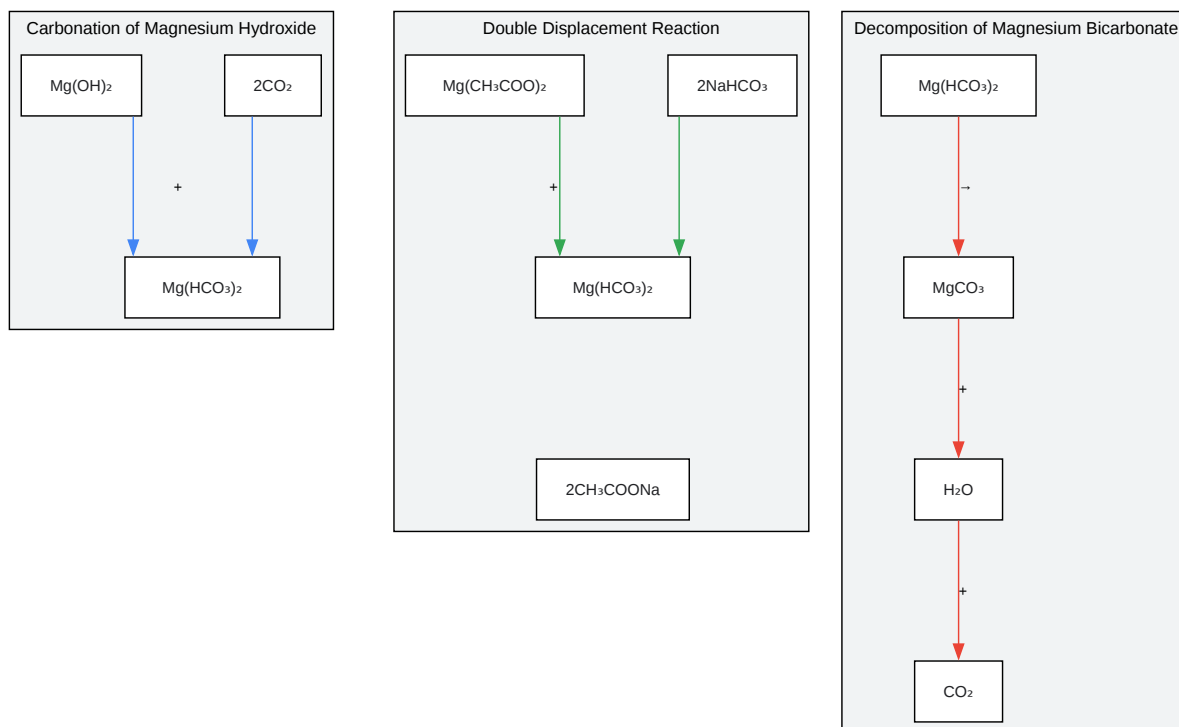 Carbonation of Magnesium Hydroxide
Mg(OH)₂
2CO₂
+
Mg(HCO₃)₂
Double Displacement Reaction
Mg(CH₃COO)₂
2NaHCO₃
+
Mg(HCO₃)₂
2CH₃COONa
Decomposition of Magnesium Bicarbonate
Mg(HCO₃)₂
→
MgCO₃
+
H₂O
+
CO₂